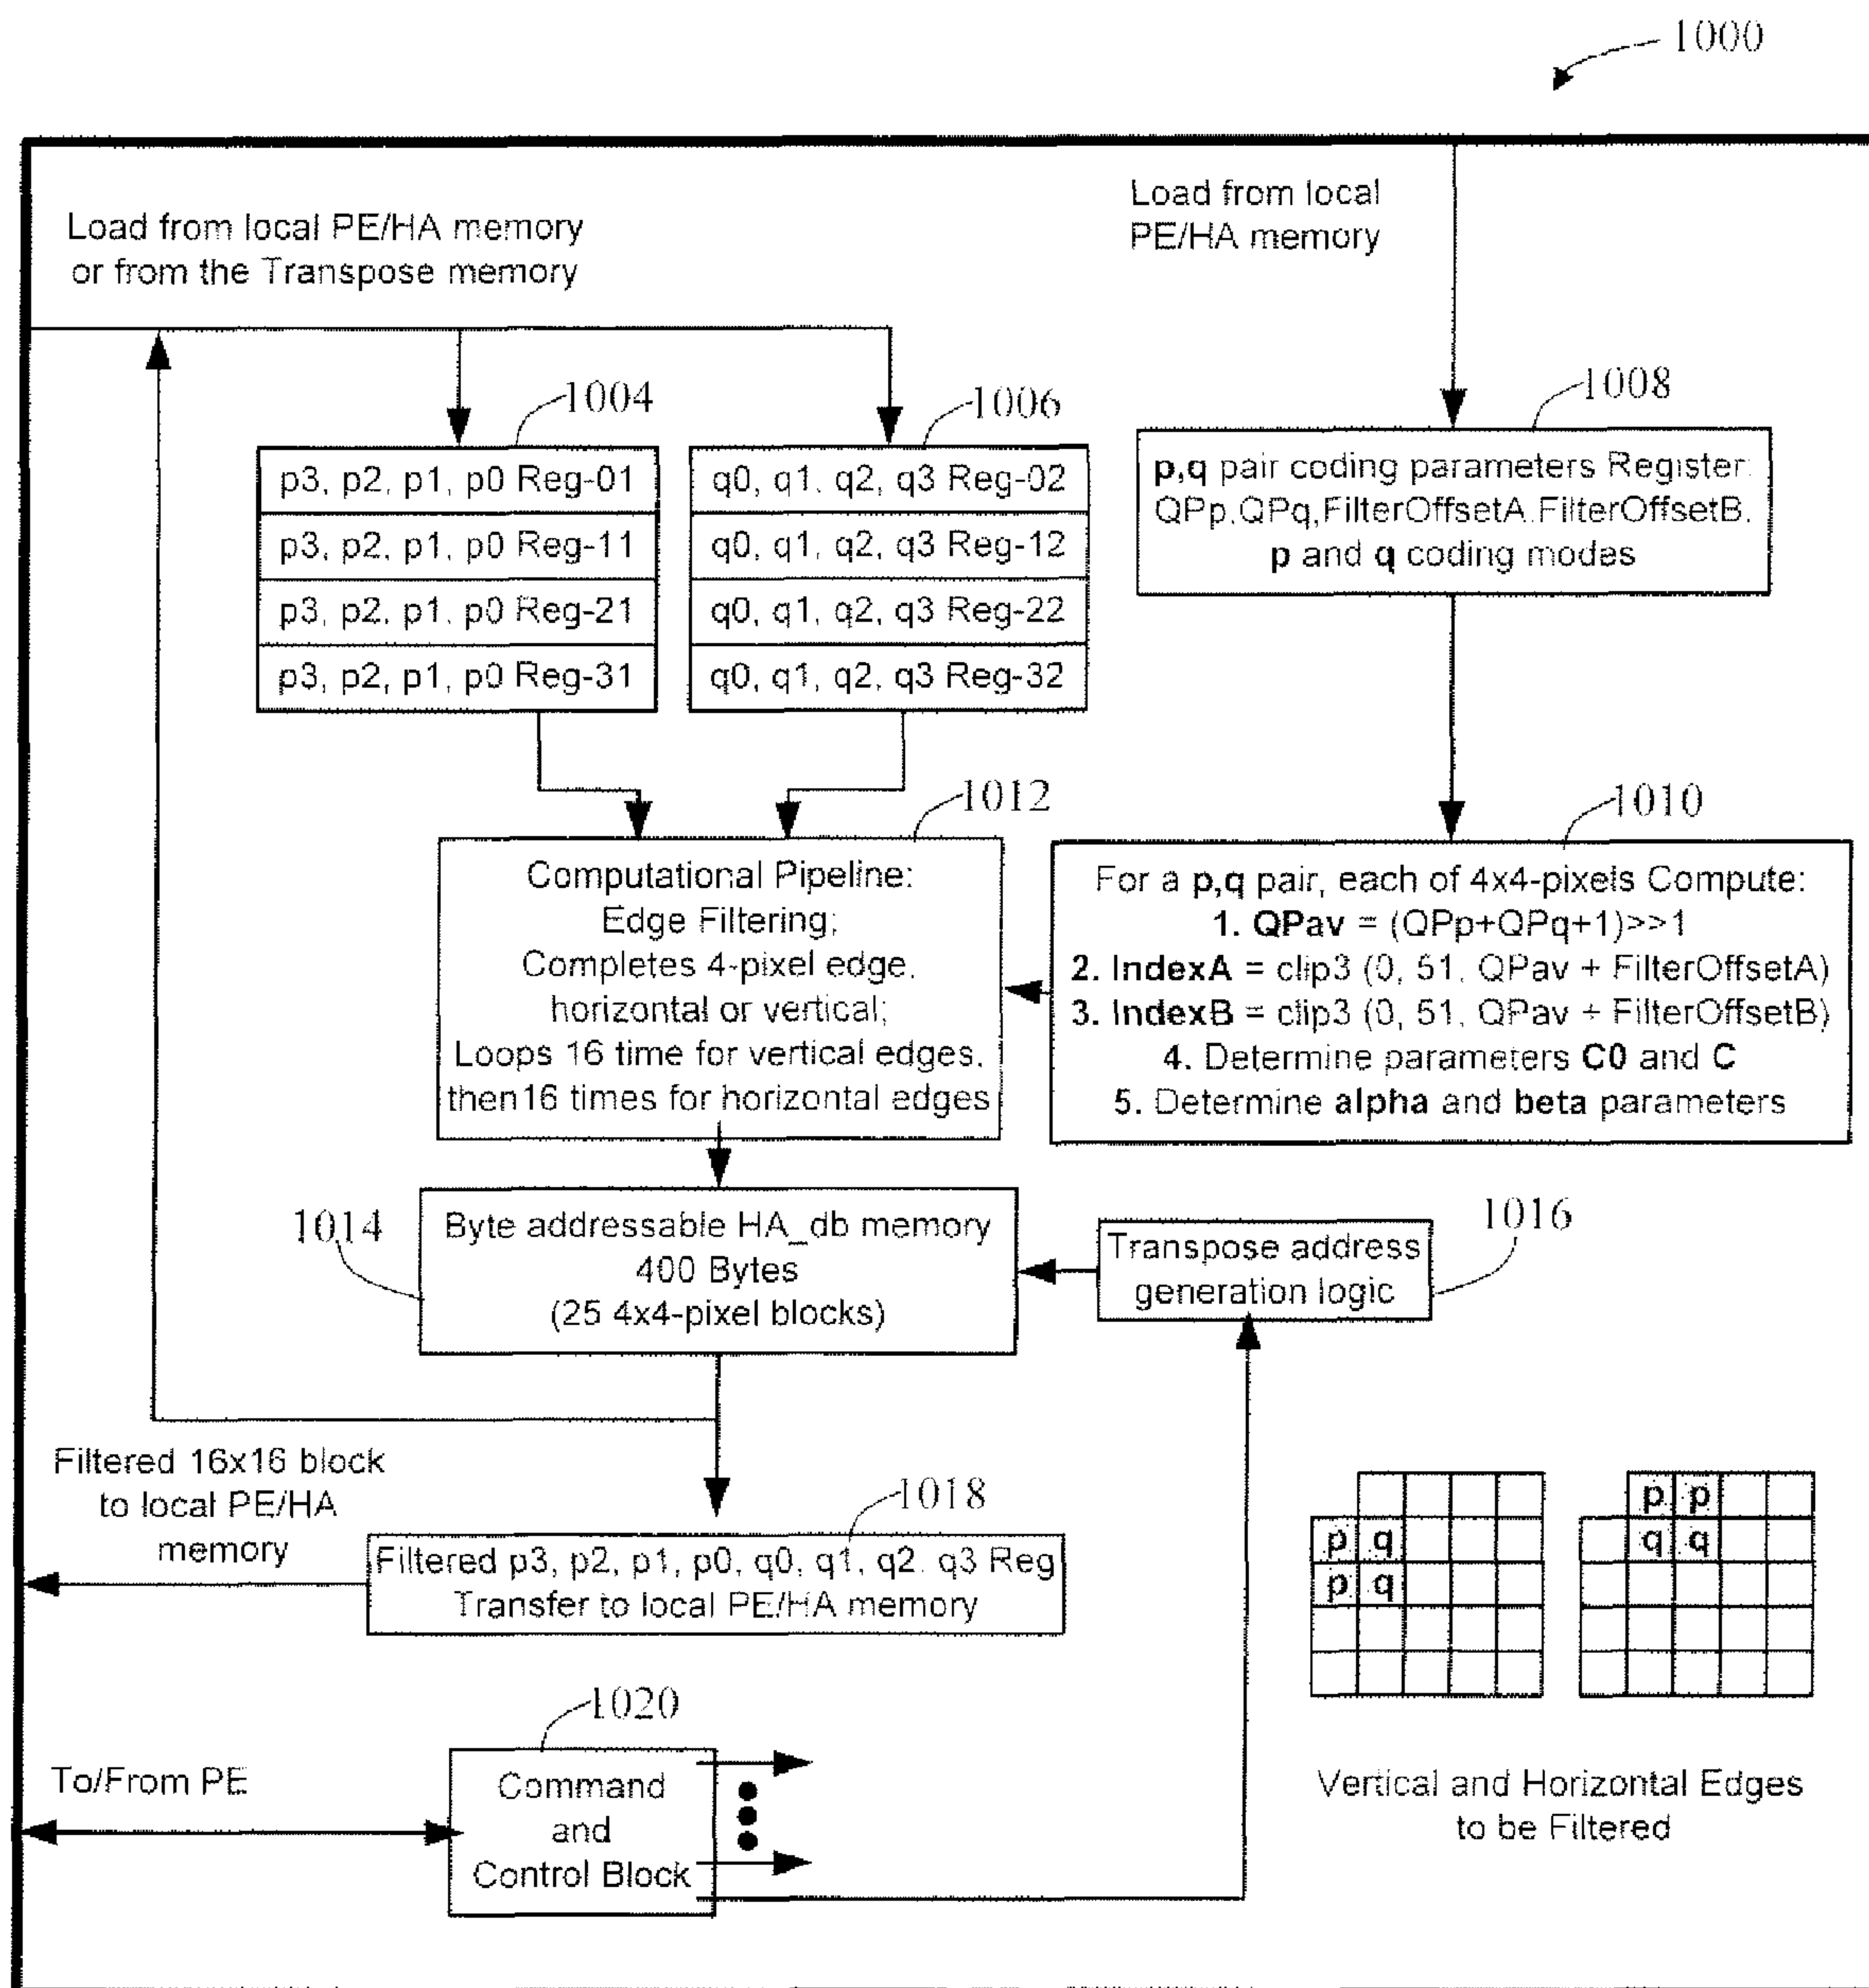 1000
Load from local PE/HA memory
or from the Transpose memory
Load from local
PE/HA memory
1004
1006
1008
p3, p2, p1, p0 Reg-01
p3, p2, p1, p0 Reg-11
p3, p2, p1, p0 Reg-21
p3, p2, p1, p0 Reg-31
q0, q1, q2, q3 Reg-02
q0, q1, q2, q3 Reg-12
q0, q1, q2, q3 Reg-22
q0, q1, q2, q3 Reg-32
p,q pair coding parameters Register:
QPp,QPq,FilterOffsetA,FilterOffsetB,
p and q coding modes
1012
1010
Computational Pipeline:
Edge Filtering;
Completes 4-pixel edge,
horizontal or vertical;
Loops 16 time for vertical edges,
then16 times for horizontal edges
For a p,q pair, each of 4x4-pixels Compute:
1. QPav = (QPp+QPq+1)>>1
2. IndexA = clip3 (0, 51, QPav + FilterOffsetA)
3. IndexB = clip3 (0, 51, QPav + FilterOffsetB)
4. Determine parameters C0 and C
5. Determine alpha and beta parameters
1014
Byte addressable HA_db memory
400 Bytes
(25 4x4-pixel blocks)
1016
Transpose address
generation logic
Filtered 16x16 block
to local PE/HA
memory
1018
Filtered p3, p2, p1, p0, q0, q1, q2, q3 Reg
Transfer to local PE/HA memory
p q
p q
p p
q q
1020
To/From PE
Command
and
Control Block
Vertical and Horizontal Edges
to be Filtered